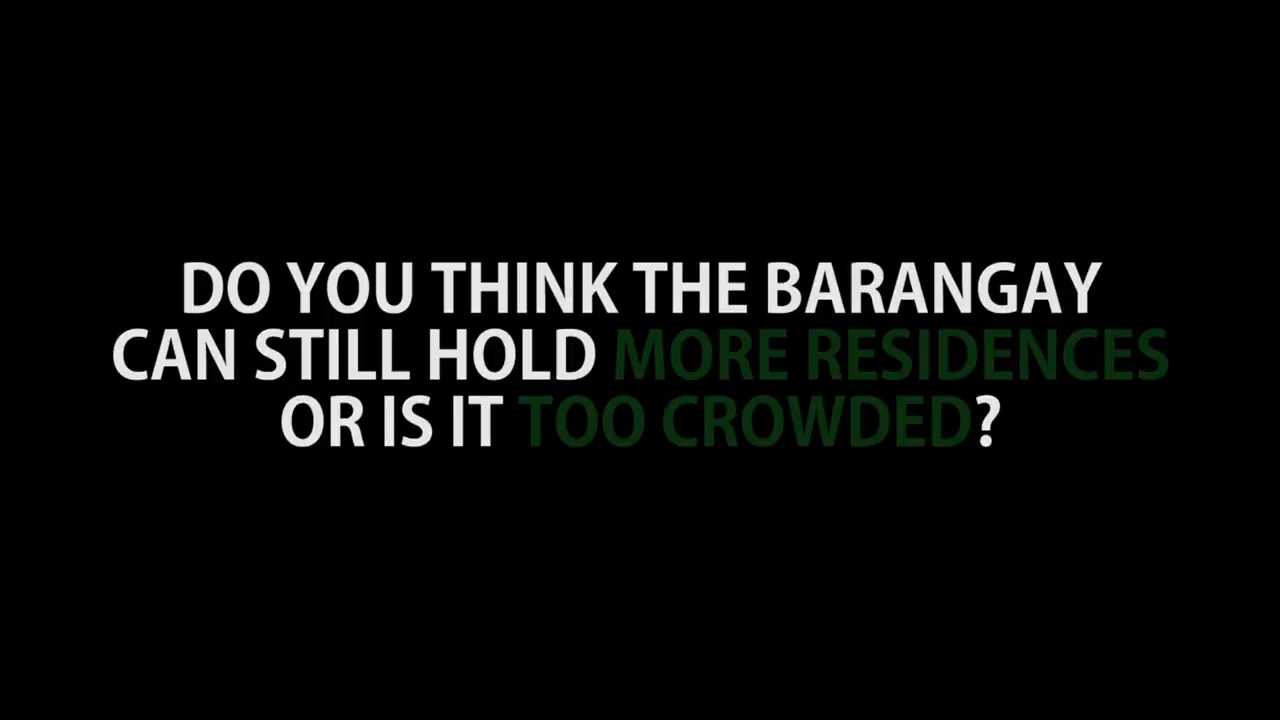 DO YOU THINK THE BARANGAY
CAN STILL HOLD MORE RESIDENCES
OR IS IT TOO CROWDED?